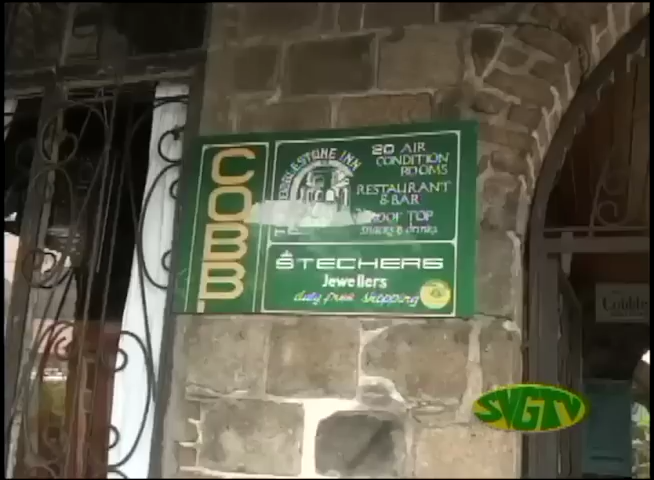 COBB
COBBLESTONE INN
20 AIR
CONDITION
ROOMS
RESTAURANT
& BAR
ROOF TOP
snacks & drinks
STECHERS
Jewellers
duty free shopping
SVGTV